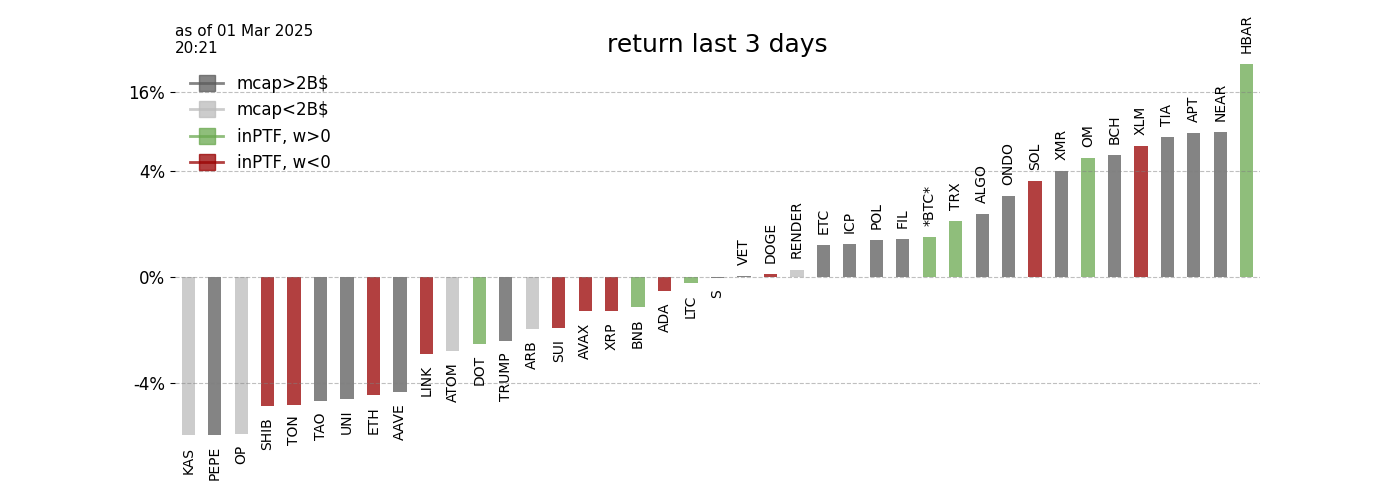 as of 01 Mar 2025
20:21
return last 3 days
mcap>2B$
mcap<2B$
inPTF, w>0
inPTF, w<0
16%
4%
0%
-4%
KAS
PEPE
OP
SHIB
TON
TAO
UNI
ETH
AAVE
LINK
ATOM
DOT
TRUMP
ARB
SUI
AVAX
XRP
BNB
ADA
LTC
S
VET
DOGE
RENDER
ETC
ICP
POL
FIL
*BTC*
TRX
ALGO
ONDO
SOL
XMR
OM
BCH
XLM
TIA
APT
NEAR
HBAR